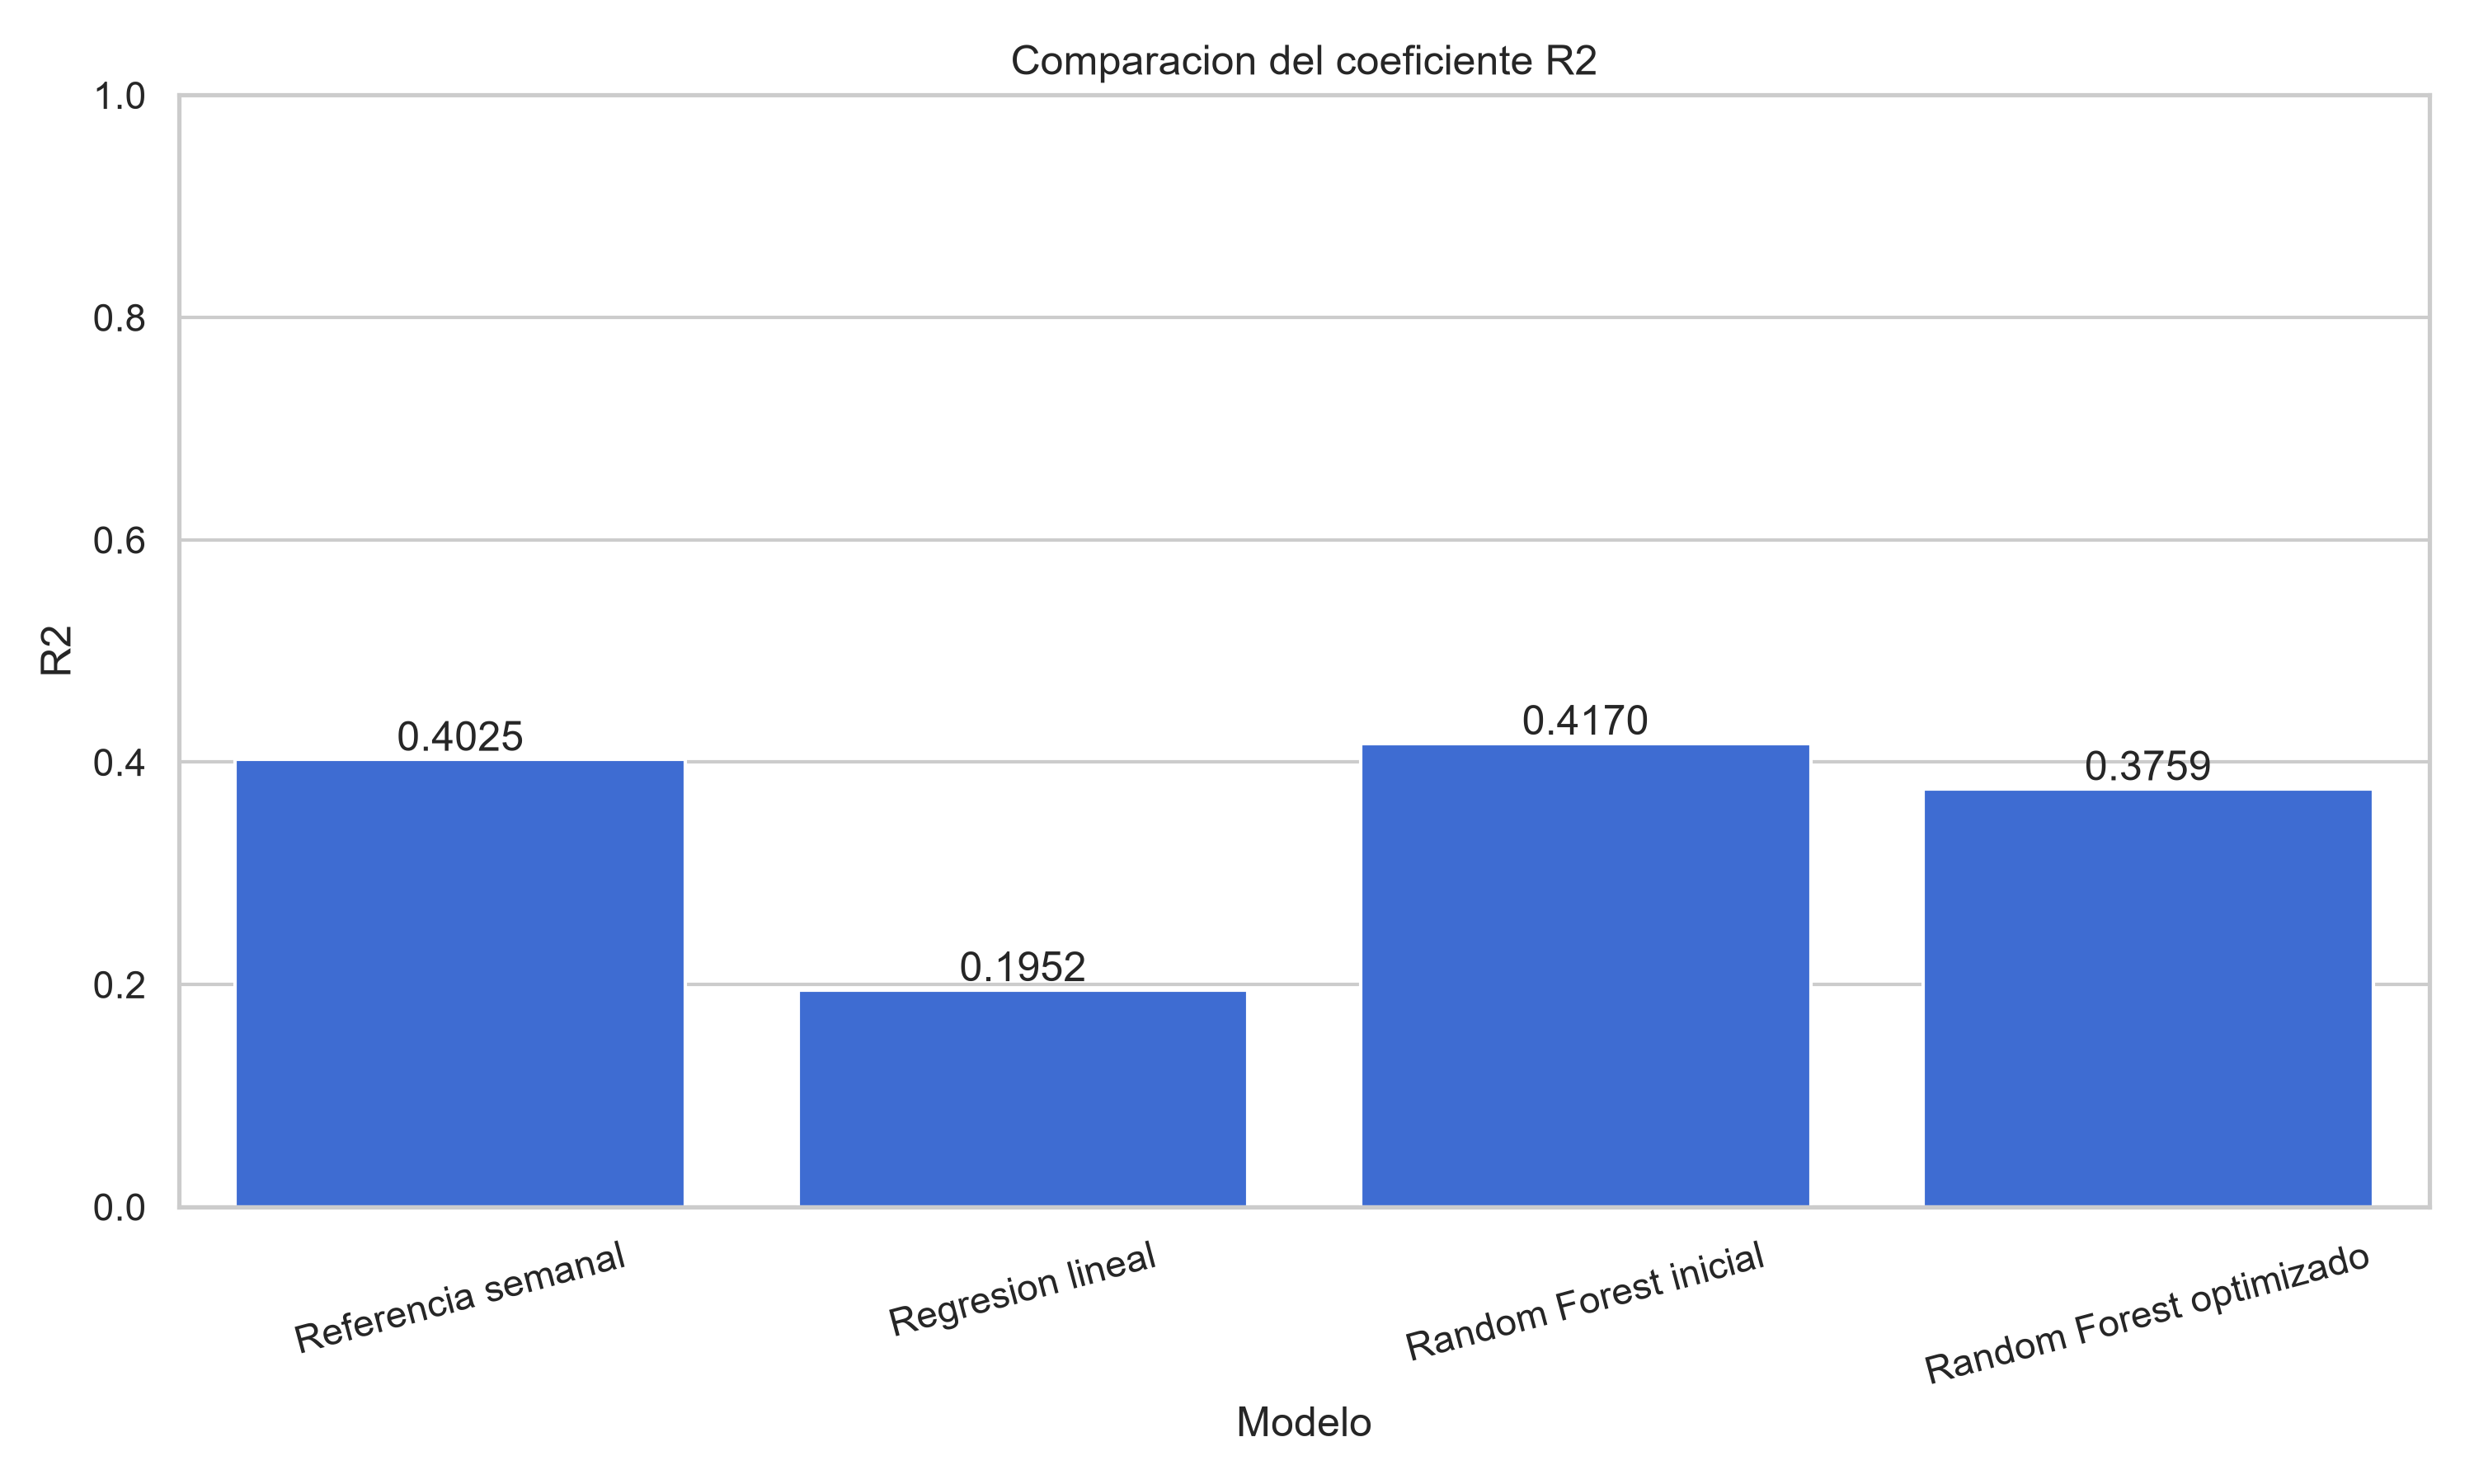 Comparacion del coeficiente R2
1.0
0.8
0.6
0.4
0.2
0.0
R2
0.4025
0.1952
0.4170
0.3759
Referencia semanal
Regresion lineal
Random Forest inicial
Random Forest optimizado
Modelo